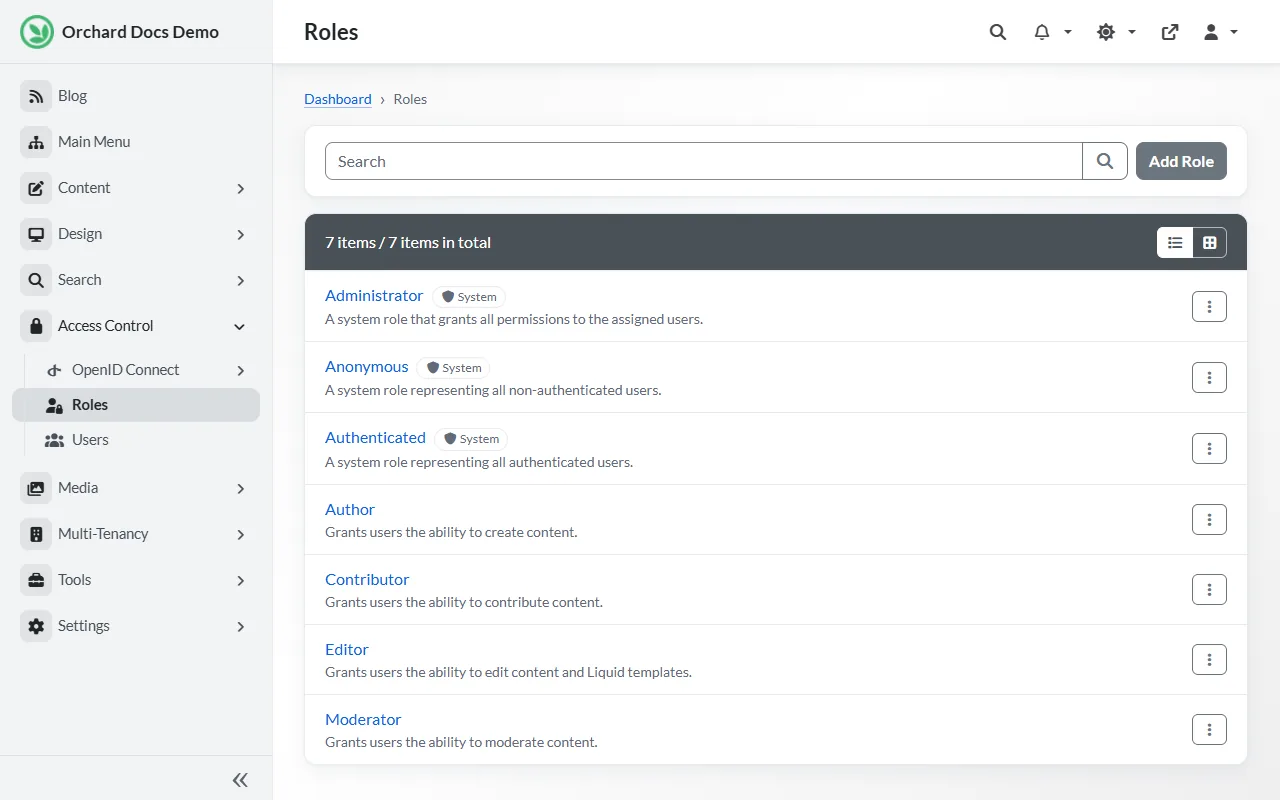 Orchard Docs Demo
Roles
Blog
Main Menu
Content
Design
Search
Access Control
OpenID Connect
Roles
Users
Media
Multi-Tenancy
Tools
Settings
Dashboard › Roles
Search
Add Role
7 items / 7 items in total
Administrator System
A system role that grants all permissions to the assigned users.
Anonymous System
A system role representing all non-authenticated users.
Authenticated System
A system role representing all authenticated users.
Author
Grants users the ability to create content.
Contributor
Grants users the ability to contribute content.
Editor
Grants users the ability to edit content and Liquid templates.
Moderator
Grants users the ability to moderate content.